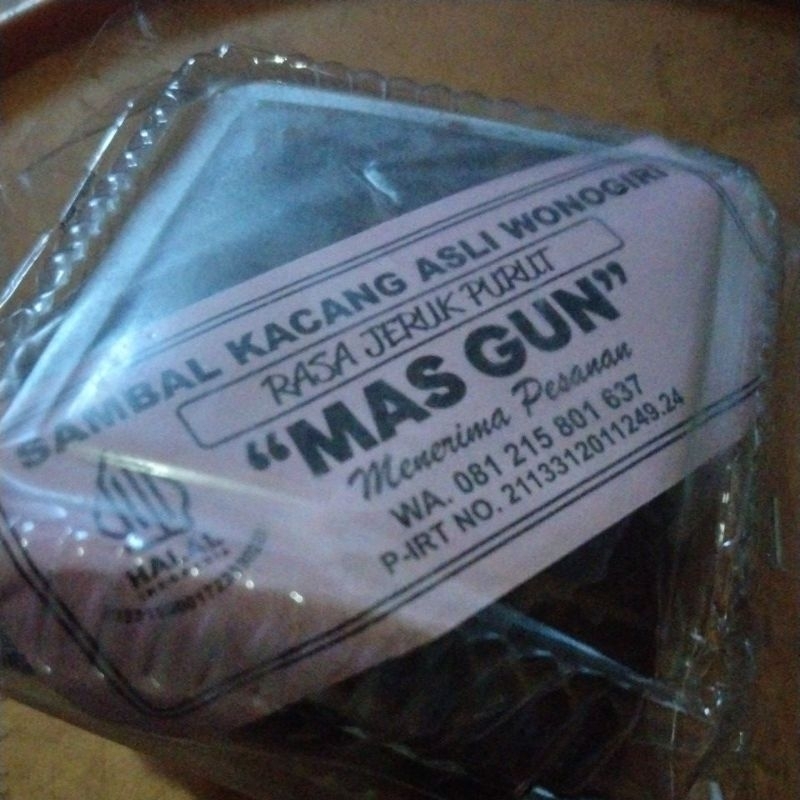 SAMBAL KACANG ASLI WONOGIRI
RASA JERUK PURUT
"MAS GUN"
Menerima Pesanan
WA. 081 215 801 637
P-IRT NO. 2113312011249.24
HALAL
INDONESIA